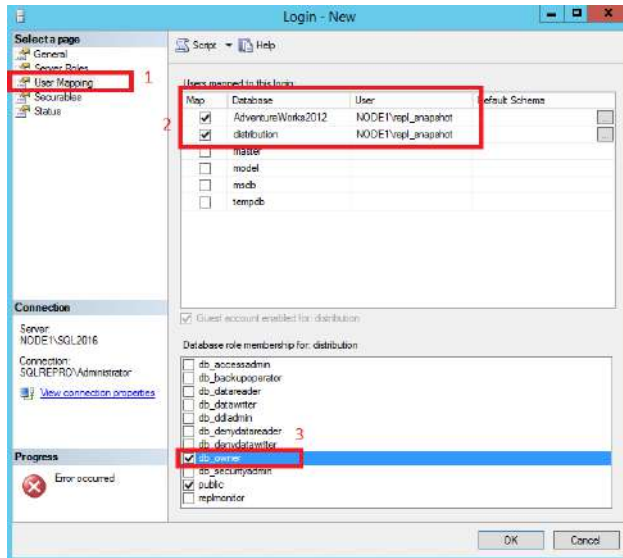 Login - New
Select a page
General
Server Roles
User Mapping
Securables
Status
1
Script
Help
Users mapped to this login:
2
Map Database User Default Schema
AdventureWorks2012 NODE1\repl_snapshot
distribution NODE1\repl_snapshot
master
model
msdb
tempdb
Guest account enabled for: distribution
Connection
Server:
NODE1\SQL2016
Connection:
SQLREPRO\Administrator
View connection properties
Database role membership for: distribution
db_accessadmin
db_backupoperator
db_datareader
db_datawriter
db_ddladmin
db_denydatareader
db_denydatawriter
3
db_owner
db_securityadmin
public
replmonitor
Progress
Error occurred
OK
Cancel